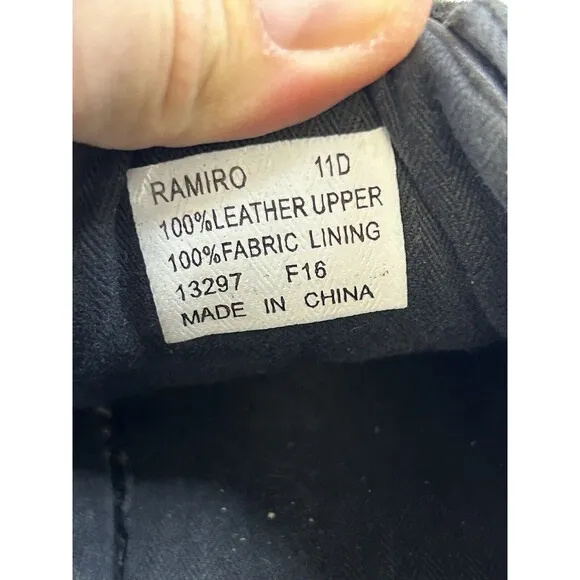 RAMIRO 11D
100%LEATHER UPPER
100%FABRIC LINING
13297 F16
MADE IN CHINA